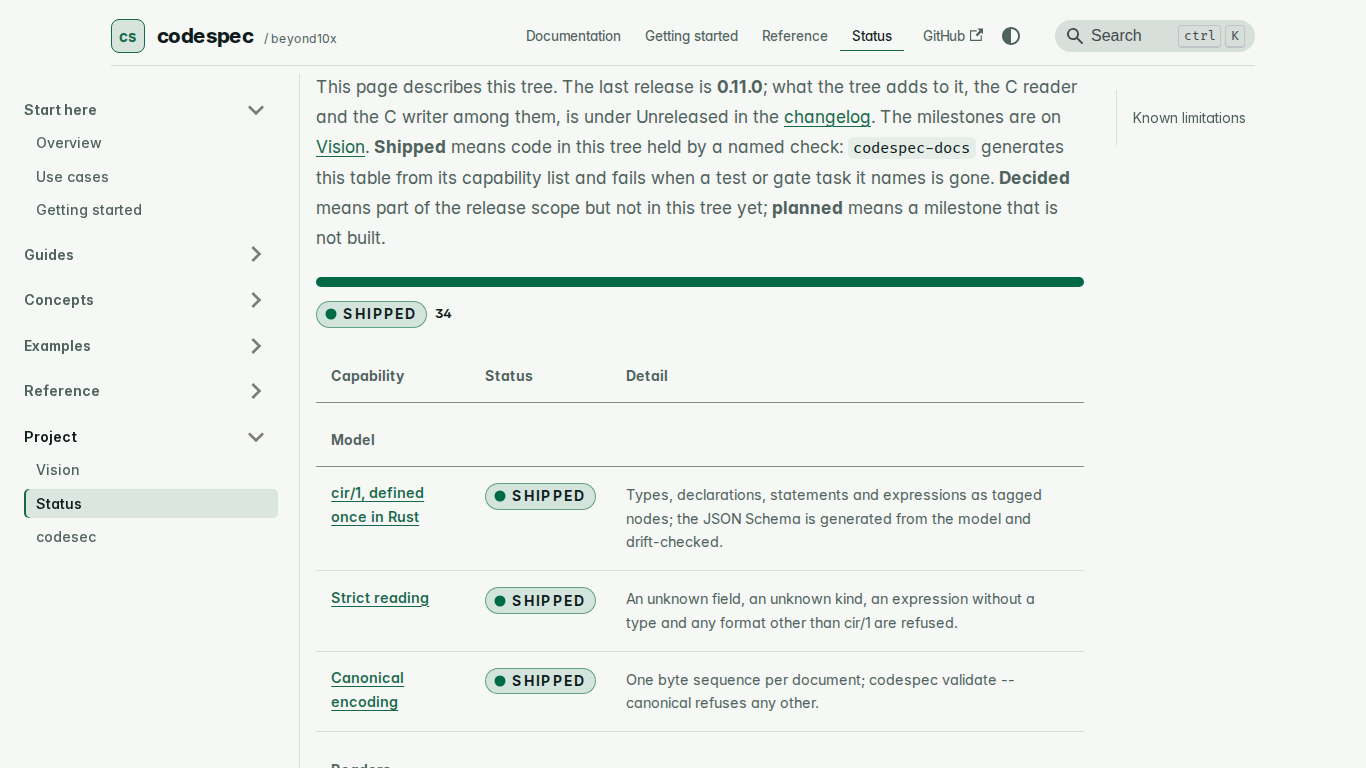 cs codespec / beyond10x Documentation Getting started Reference Status GitHub Search ctrl K
Start here
Overview
Use cases
Getting started
Guides
Concepts
Examples
Reference
Project
Vision
Status
codesec
This page describes this tree. The last release is 0.11.0; what the tree adds to it, the C reader
and the C writer among them, is under Unreleased in the changelog. The milestones are on
Vision. Shipped means code in this tree held by a named check: codespec-docs generates
this table from its capability list and fails when a test or gate task it names is gone. Decided
means part of the release scope but not in this tree yet; planned means a milestone that is
not built.
SHIPPED 34
Capability Status Detail
Model
cir/1, defined
once in Rust
SHIPPED
Types, declarations, statements and expressions as tagged
nodes; the JSON Schema is generated from the model and
drift-checked.
Strict reading
SHIPPED
An unknown field, an unknown kind, an expression without a
type and any format other than cir/1 are refused.
Canonical
encoding
SHIPPED
One byte sequence per document; codespec validate --
canonical refuses any other.
Readers
Known limitations